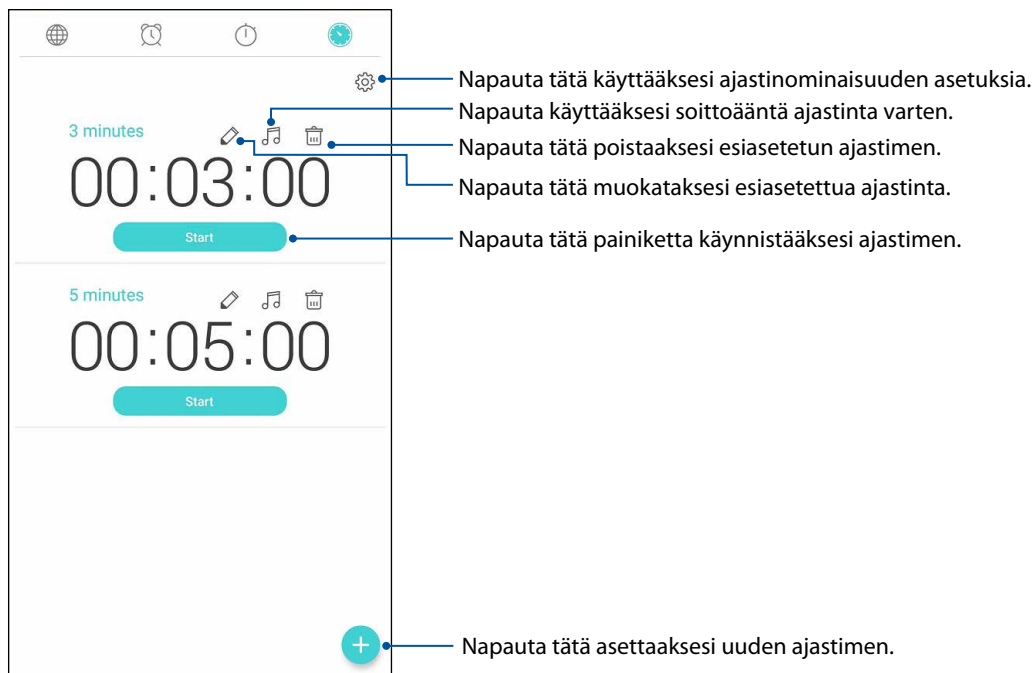 Napauta tätä käyttääksesi ajastinominaisuuden asetuksia.
Napauta käyttääksesi soittoääntä ajastinta varten.
3 minutes
Napauta tätä poistaaksesi esiasetetun ajastimen.
00:03:00
Napauta tätä muokataksesi esiasetettua ajastinta.
Start
Napauta tätä painiketta käynnistääksesi ajastimen.
5 minutes
00:05:00
Start
Napauta tätä asettaaksesi uuden ajastimen.